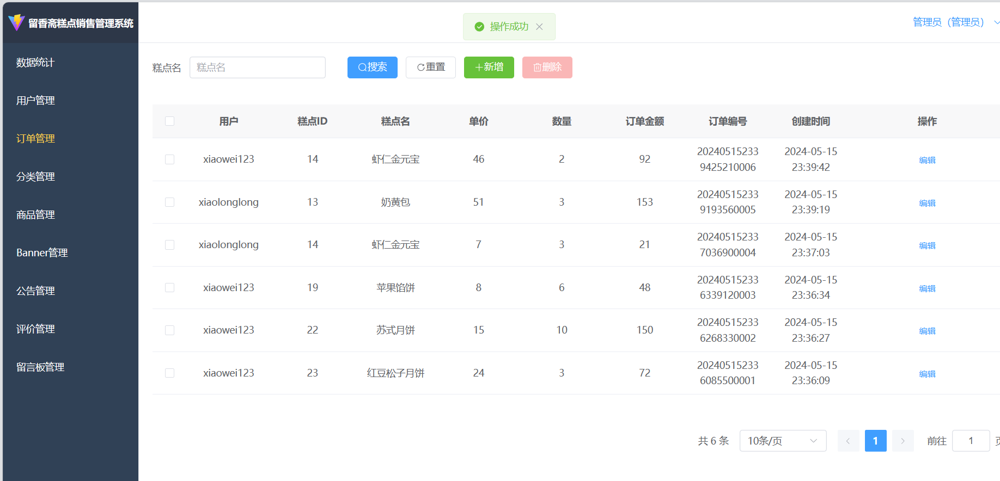 留香斋糕点销售管理系统
操作成功
管理员（管理员）
数据统计
用户管理
订单管理
分类管理
商品管理
Banner管理
公告管理
评价管理
留言板管理
糕点名 糕点名 搜索 重置 新增 删除
用户 糕点ID 糕点名 单价 数量 订单金额 订单编号 创建时间 操作
xiaowei123 14 虾仁金元宝 46 2 92 20240515233 2024-05-15 编辑
9425210006 23:39:42
xiaolonglong 13 奶黄包 51 3 153 20240515233 2024-05-15 编辑
9193560005 23:39:19
xiaolonglong 14 虾仁金元宝 7 3 21 20240515233 2024-05-15 编辑
7036900004 23:37:03
xiaowei123 19 苹果馅饼 8 6 48 20240515233 2024-05-15 编辑
6339120003 23:36:34
xiaowei123 22 苏式月饼 15 10 150 20240515233 2024-05-15 编辑
6268330002 23:36:27
xiaowei123 23 红豆松子月饼 24 3 72 20240515233 2024-05-15 编辑
6085500001 23:36:09
共 6 条 10条/页 1 前往 1